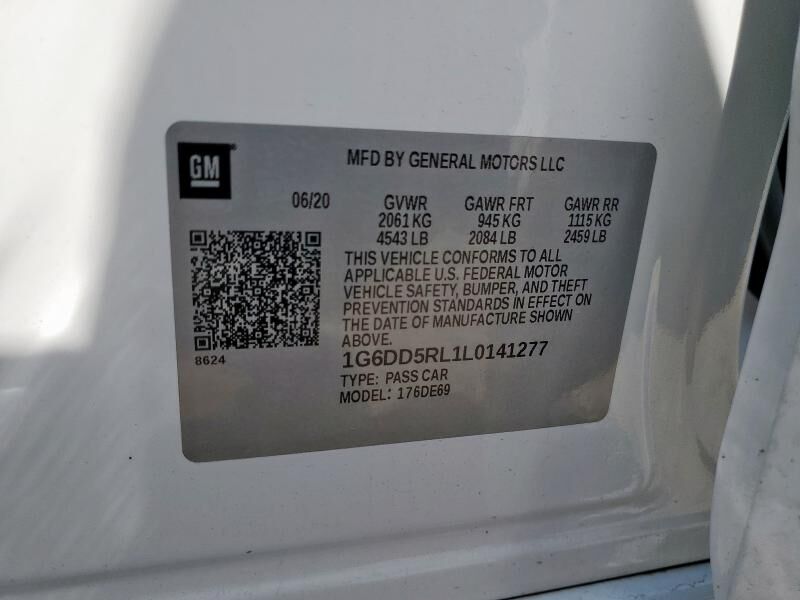 GM
MFD BY GENERAL MOTORS LLC
06/20 GVWR GAWR FRT GAWR RR
2061 KG 945 KG 1115 KG
4543 LB 2084 LB 2459 LB
THIS VEHICLE CONFORMS TO ALL
APPLICABLE U.S. FEDERAL MOTOR
VEHICLE SAFETY, BUMPER, AND THEFT
PREVENTION STANDARDS IN EFFECT ON
THE DATE OF MANUFACTURE SHOWN
ABOVE.
8624
1G6DD5RL1L0141277
TYPE: PASS CAR
MODEL: 176DE69